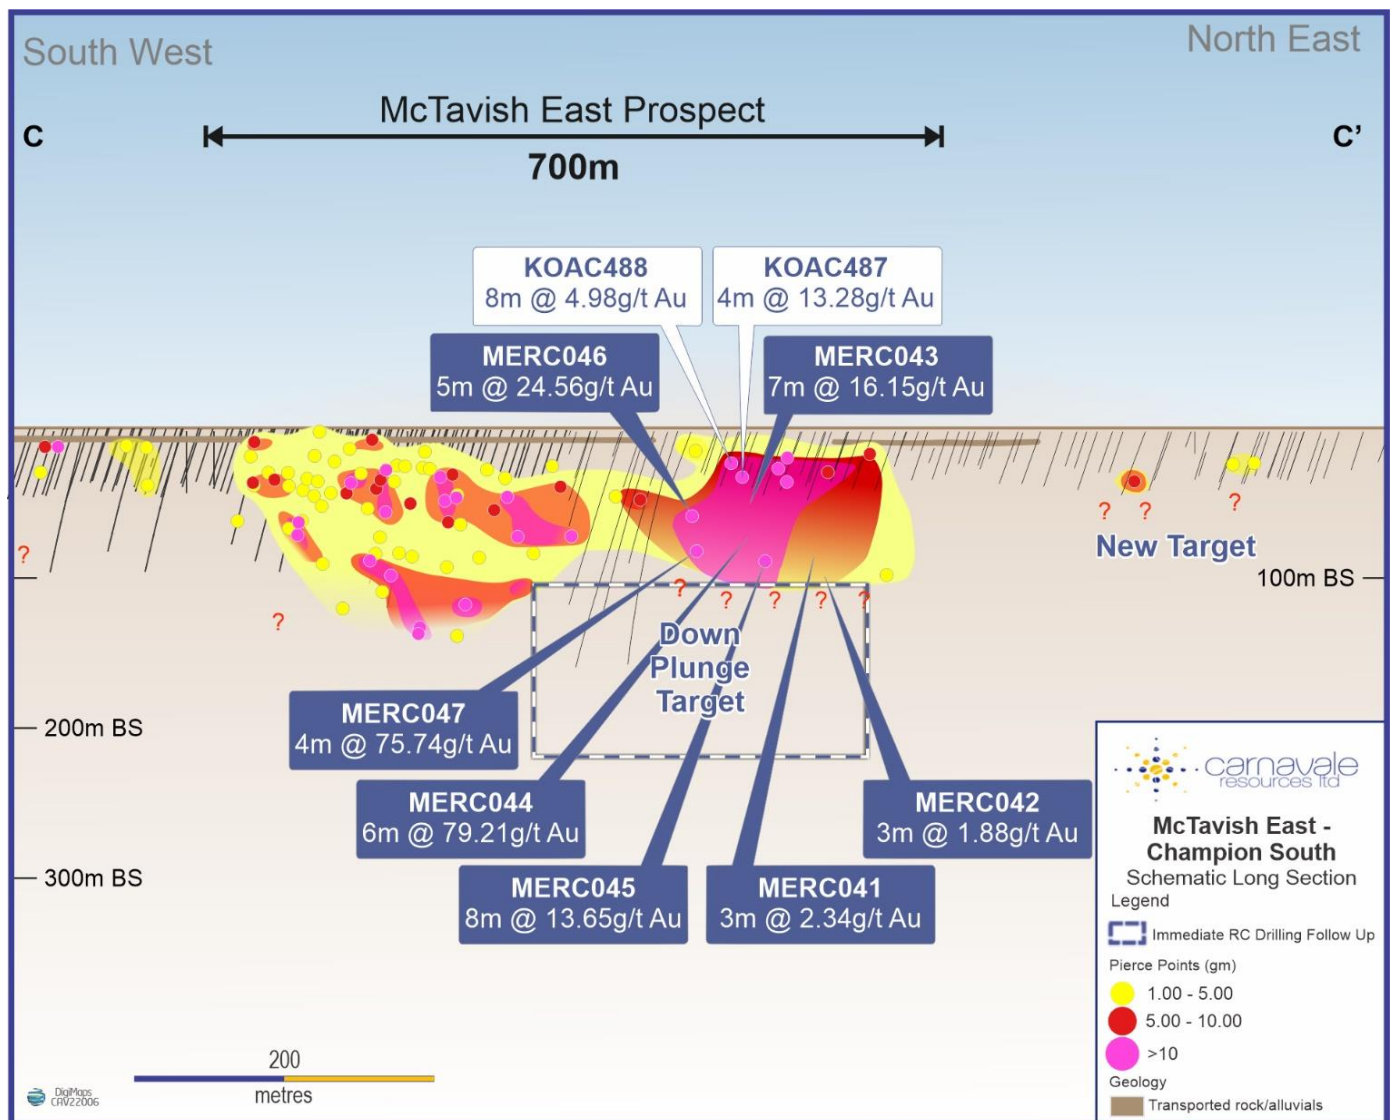 South West
North East
McTavish East Prospect
C
C’
700m
KOAC488
8m @ 4.98g/t Au
KOAC487
4m @ 13.28g/t Au
MERC046
5m @ 24.56g/t Au
MERC043
7m @ 16.15g/t Au
?
?
?
?
?
?
?
?
?
?
New Target
100m BS
Down
Plunge
Target
MERC047
4m @ 75.74g/t Au
200m BS
MERC044
6m @ 79.21g/t Au
MERC042
3m @ 1.88g/t Au
300m BS
MERC045
8m @ 13.65g/t Au
MERC041
3m @ 2.34g/t Au
carnavale
resources ltd
McTavish East -
Champion South
Schematic Long Section
Legend
Immediate RC Drilling Follow Up
Pierce Points (gm)
1.00 - 5.00
5.00 - 10.00
>10
Geology
Transported rock/alluvials
200
metres
DigiMaps
CAV22006